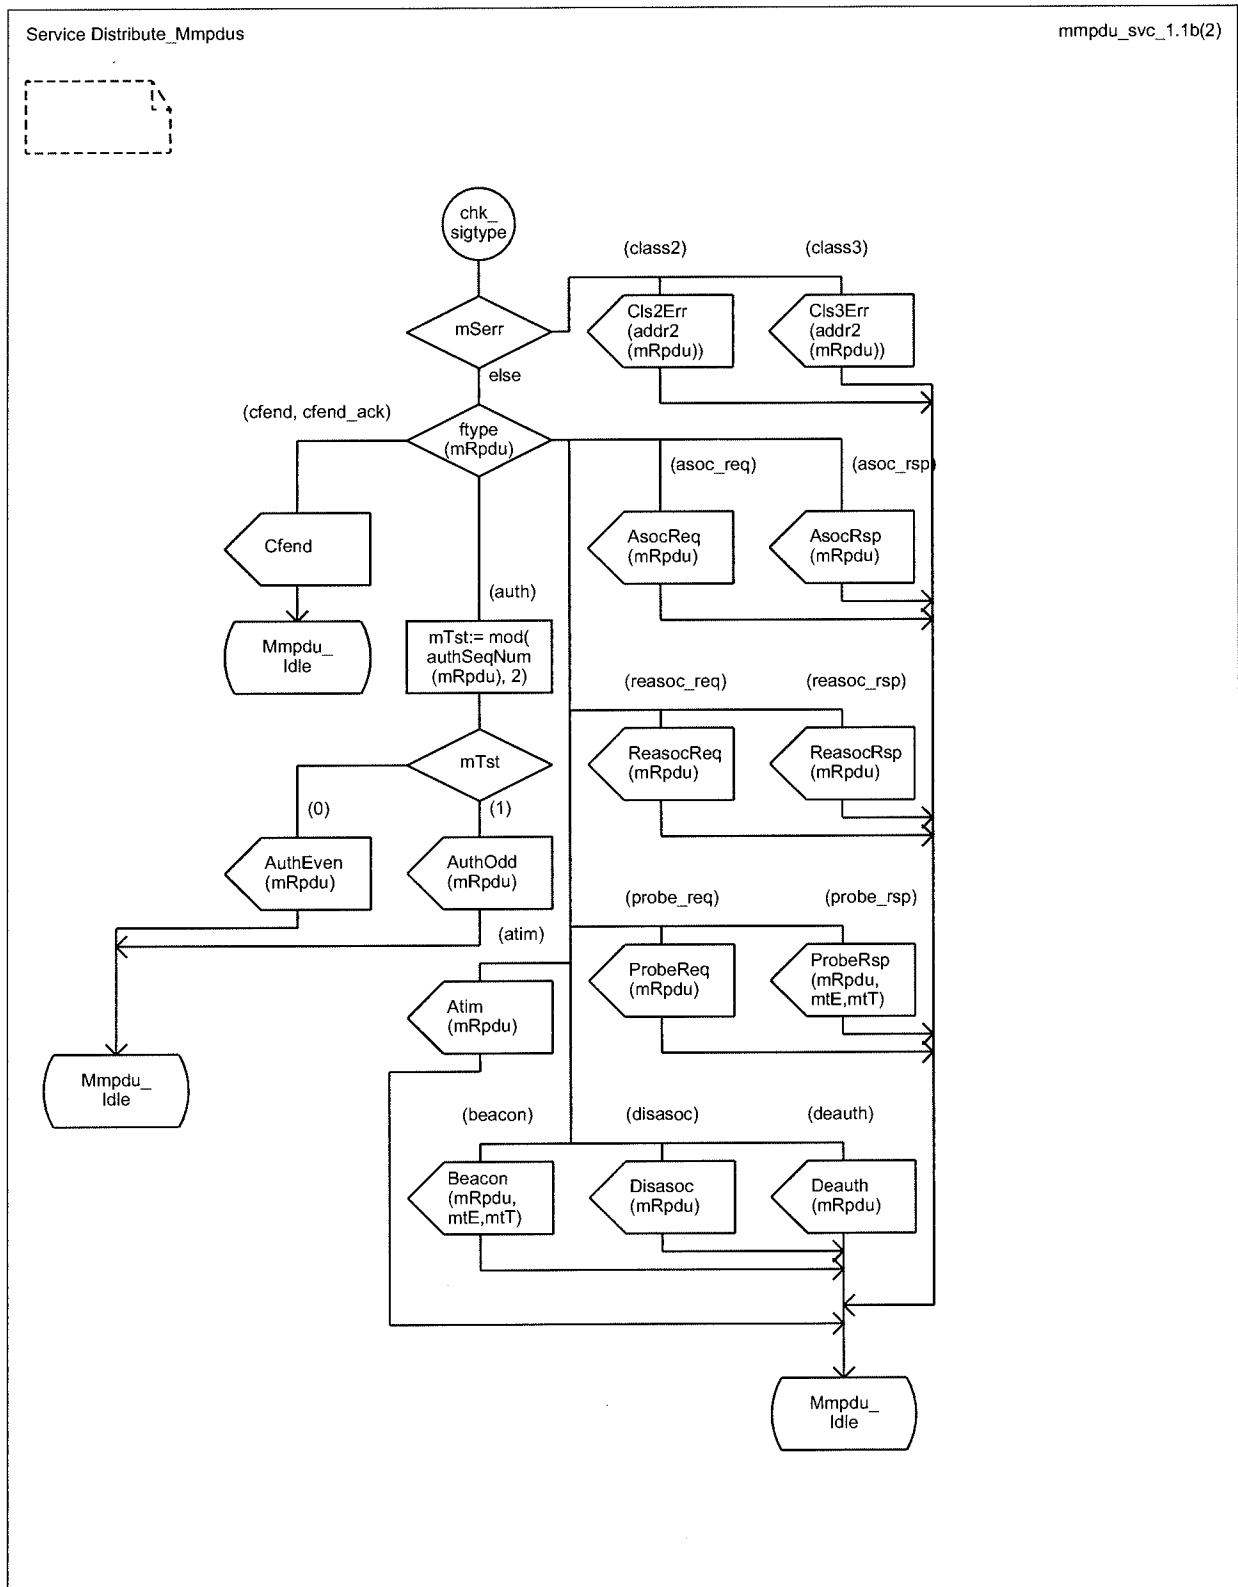 Service Distribute_Mmpdus
mmpdu_svc_1.1b(2)
chk_
sigtype
(class2)
(class3)
mSerr
Cls2Err
(addr2
(mRpdu))
Cls3Err
(addr2
(mRpdu))
else
(cfend, cfend_ack)
ftype
(mRpdu)
(asoc_req)
(asoc_rsp)
Cfend
AsocReq
(mRpdu)
AsocRsp
(mRpdu)
(auth)
Mmpdu_
Idle
mTst:= mod(
authSeqNum
(mRpdu), 2)
(reasoc_req)
(reasoc_rsp)
mTst
ReasocReq
(mRpdu)
ReasocRsp
(mRpdu)
(0)
(1)
AuthEven
(mRpdu)
AuthOdd
(mRpdu)
(probe_req)
(probe_rsp)
(atim)
ProbeReq
(mRpdu)
ProbeRsp
(mRpdu,
mtE,mtT)
Atim
(mRpdu)
Mmpdu_
Idle
(beacon)
(disasoc)
(deauth)
Beacon
(mRpdu,
mtE,mtT)
Disasoc
(mRpdu)
Deauth
(mRpdu)
Mmpdu_
Idle